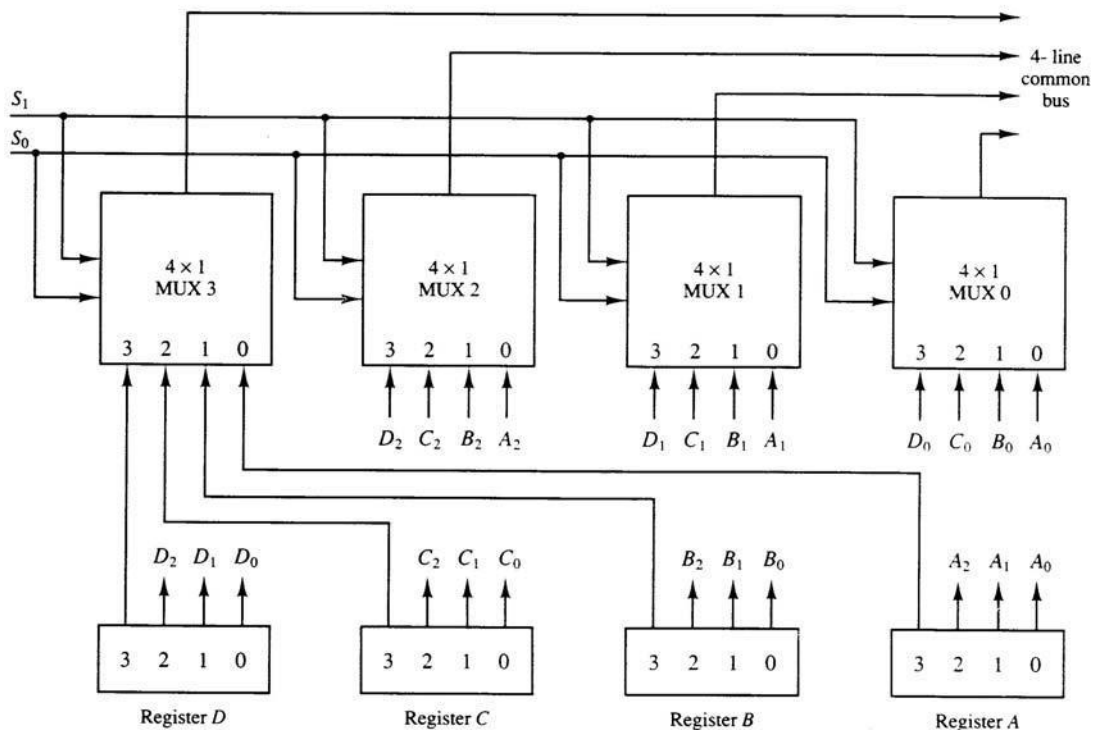 4- line
common
bus
S₁
S₀
4 × 1
MUX 3
4 × 1
MUX 2
4 × 1
MUX 1
4 × 1
MUX 0
3 2 1 0
3 2 1 0
3 2 1 0
3 2 1 0
D₂ C₂ B₂ A₂
D₁ C₁ B₁ A₁
D₀ C₀ B₀ A₀
D₂ D₁ D₀
C₂ C₁ C₀
B₂ B₁ B₀
A₂ A₁ A₀
3 2 1 0
3 2 1 0
3 2 1 0
3 2 1 0
Register D
Register C
Register B
Register A